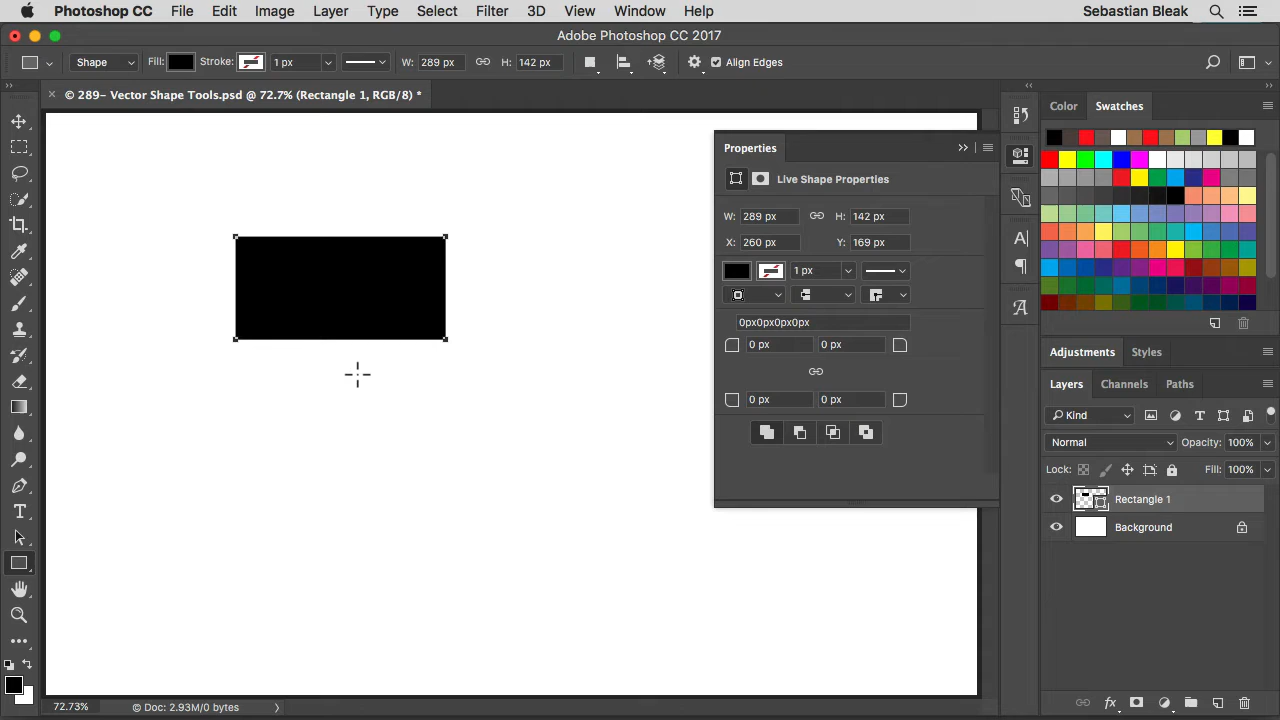 Photoshop CC File Edit Image Layer Type Select Filter 3D View Window Help Sebastian Bleak
Adobe Photoshop CC 2017
Shape Fill: Stroke: 1 px W: 289 px H: 142 px Align Edges
© 289- Vector Shape Tools.psd @ 72.7% (Rectangle 1, RGB/8) *
Color Swatches
Properties
Live Shape Properties
W: 289 px H: 142 px
X: 260 px Y: 169 px
1 px
0px0px0px0px
0 px 0 px
0 px 0 px
Adjustments Styles
Layers Channels Paths
Kind
Normal Opacity: 100%
Lock: Fill: 100%
Rectangle 1
Background
72.73% © Doc: 2.93M/0 bytes